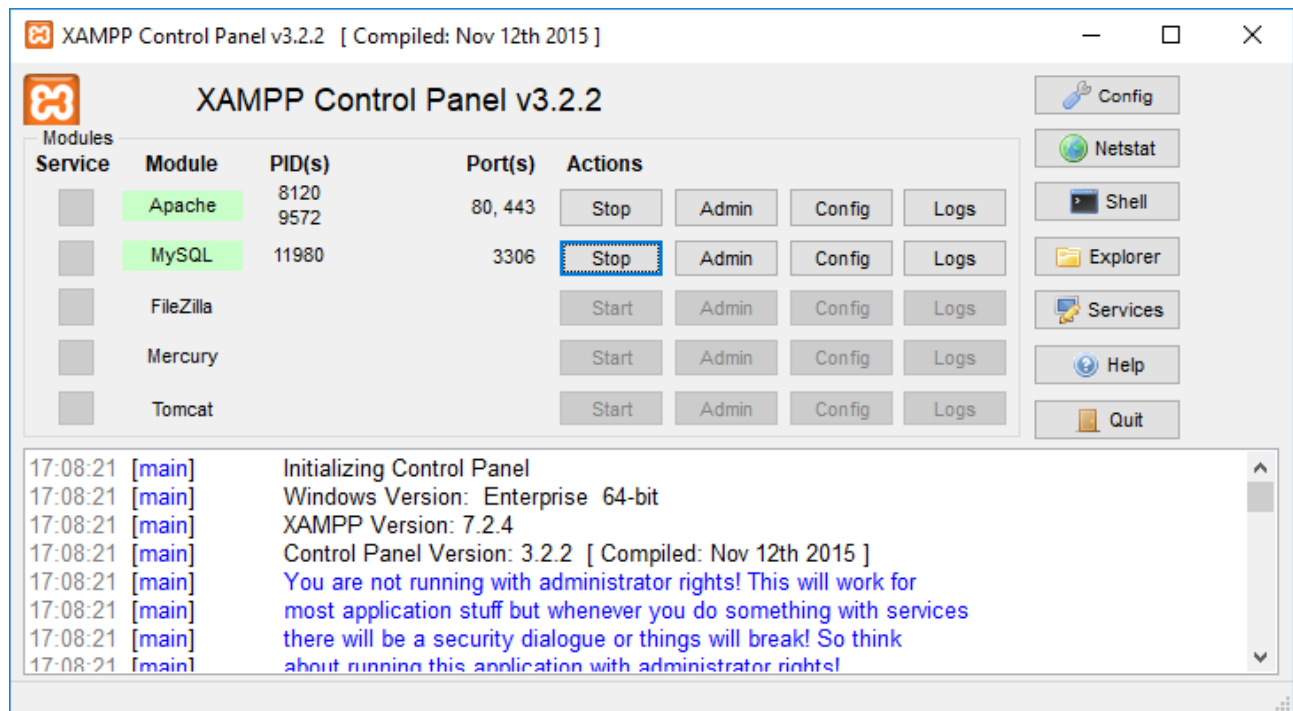 XAMPP Control Panel v3.2.2 [ Compiled: Nov 12th 2015 ]
XAMPP Control Panel v3.2.2
Config
Modules
Netstat
Service Module PID(s) Port(s) Actions
Apache 8120 9572 80, 443 Stop Admin Config Logs
Shell
MySQL 11980 3306 Stop Admin Config Logs
Explorer
FileZilla Start Admin Config Logs
Services
Mercury Start Admin Config Logs
Help
Tomcat Start Admin Config Logs
Quit
17:08:21 [main] Initializing Control Panel
17:08:21 [main] Windows Version: Enterprise 64-bit
17:08:21 [main] XAMPP Version: 7.2.4
17:08:21 [main] Control Panel Version: 3.2.2 [ Compiled: Nov 12th 2015 ]
17:08:21 [main] You are not running with administrator rights! This will work for
17:08:21 [main] most application stuff but whenever you do something with services
17:08:21 [main] there will be a security dialogue or things will break! So think
17:08:21 [main] about running this application with administrator rights!